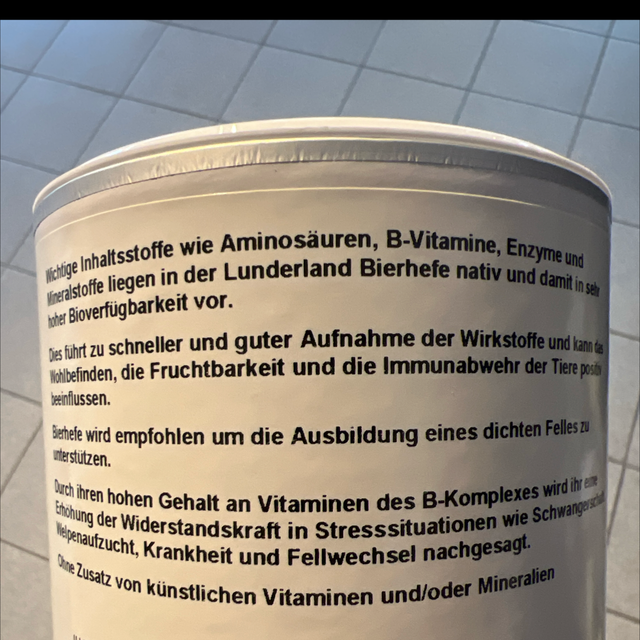 Wichtige Inhaltsstoffe wie Aminosäuren, B-Vitamine, Enzyme und
Mineralstoffe liegen in der Lunderland Bierhefe nativ und damit in sehr
hoher Bioverfügbarkeit vor.
Dies führt zu schneller und guter Aufnahme der Wirkstoffe und kann das
Wohlbefinden, die Fruchtbarkeit und die Immunabwehr der Tiere positiv
beeinflussen.
Bierhefe wird empfohlen um die Ausbildung eines dichten Felles zu
unterstützen.
Durch ihren hohen Gehalt an Vitaminen des B-Komplexes wird ihr eine
Erhöhung der Widerstandskraft in Stresssituationen wie Schwangerschaft,
Welpenaufzucht, Krankheit und Fellwechsel nachgesagt.
Ohne Zusatz von künstlichen Vitaminen und/oder Mineralien